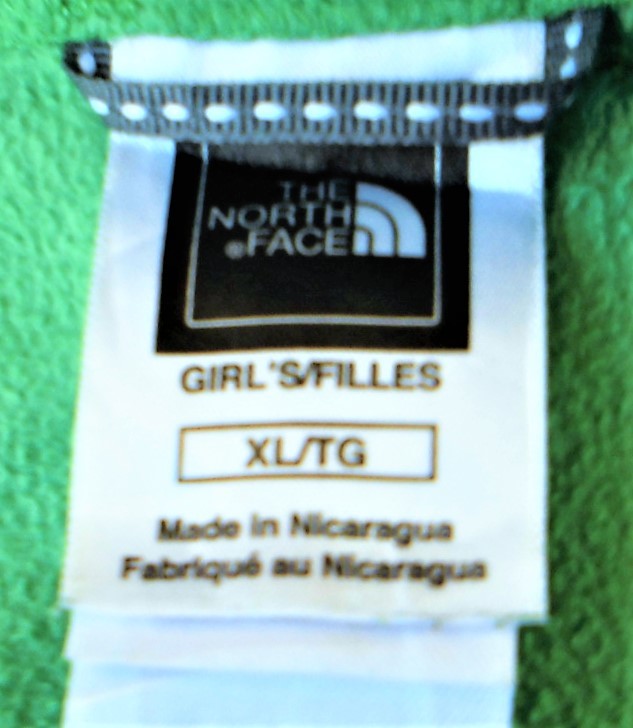 THE
NORTH
®FACE
GIRL'S/FILLES
XL/TG
Made in Nicaragua
Fabriqué au Nicaragua